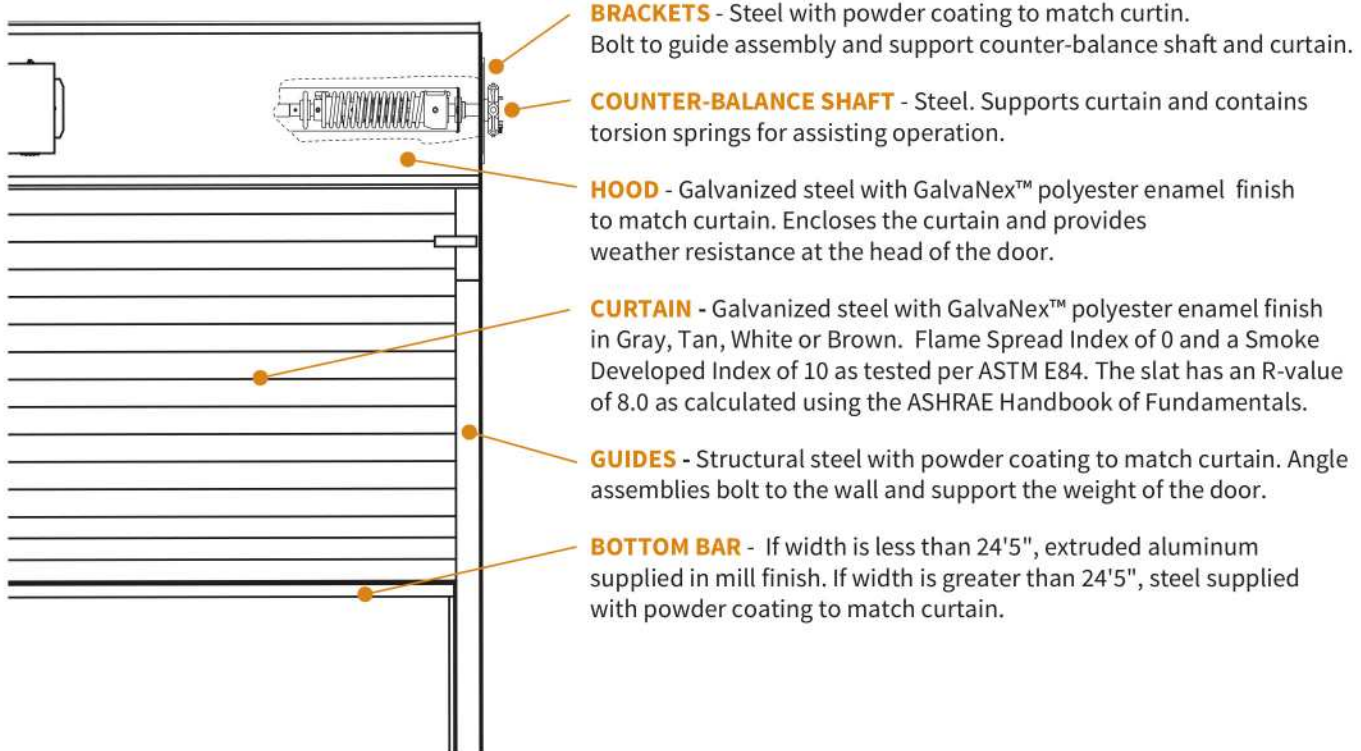 BRACKETS - Steel with powder coating to match curtin.
Bolt to guide assembly and support counter-balance shaft and curtain.
COUNTER-BALANCE SHAFT - Steel. Supports curtain and contains
torsion springs for assisting operation.
HOOD - Galvanized steel with GalvaNex™ polyester enamel finish
to match curtain. Encloses the curtain and provides
weather resistance at the head of the door.
CURTAIN - Galvanized steel with GalvaNex™ polyester enamel finish
in Gray, Tan, White or Brown. Flame Spread Index of 0 and a Smoke
Developed Index of 10 as tested per ASTM E84. The slat has an R-value
of 8.0 as calculated using the ASHRAE Handbook of Fundamentals.
GUIDES - Structural steel with powder coating to match curtain. Angle
assemblies bolt to the wall and support the weight of the door.
BOTTOM BAR - If width is less than 24'5", extruded aluminum
supplied in mill finish. If width is greater than 24'5", steel supplied
with powder coating to match curtain.